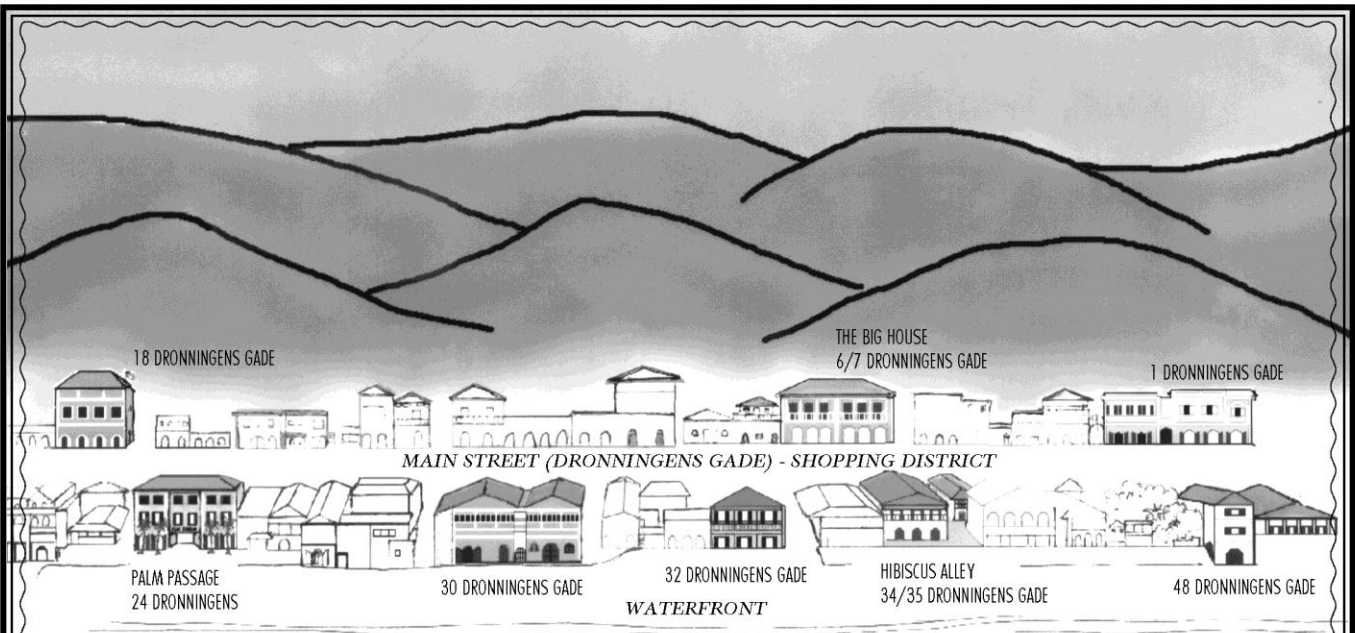 18 DRONNINGENS GADE
THE BIG HOUSE
6/7 DRONNINGENS GADE
1 DRONNINGENS GADE
MAIN STREET (DRONNINGENS GADE) - SHOPPING DISTRICT
PALM PASSAGE
24 DRONNINGENS
30 DRONNINGENS GADE
32 DRONNINGENS GADE
HIBISCUS ALLEY
34/35 DRONNINGENS GADE
48 DRONNINGENS GADE
WATERFRONT